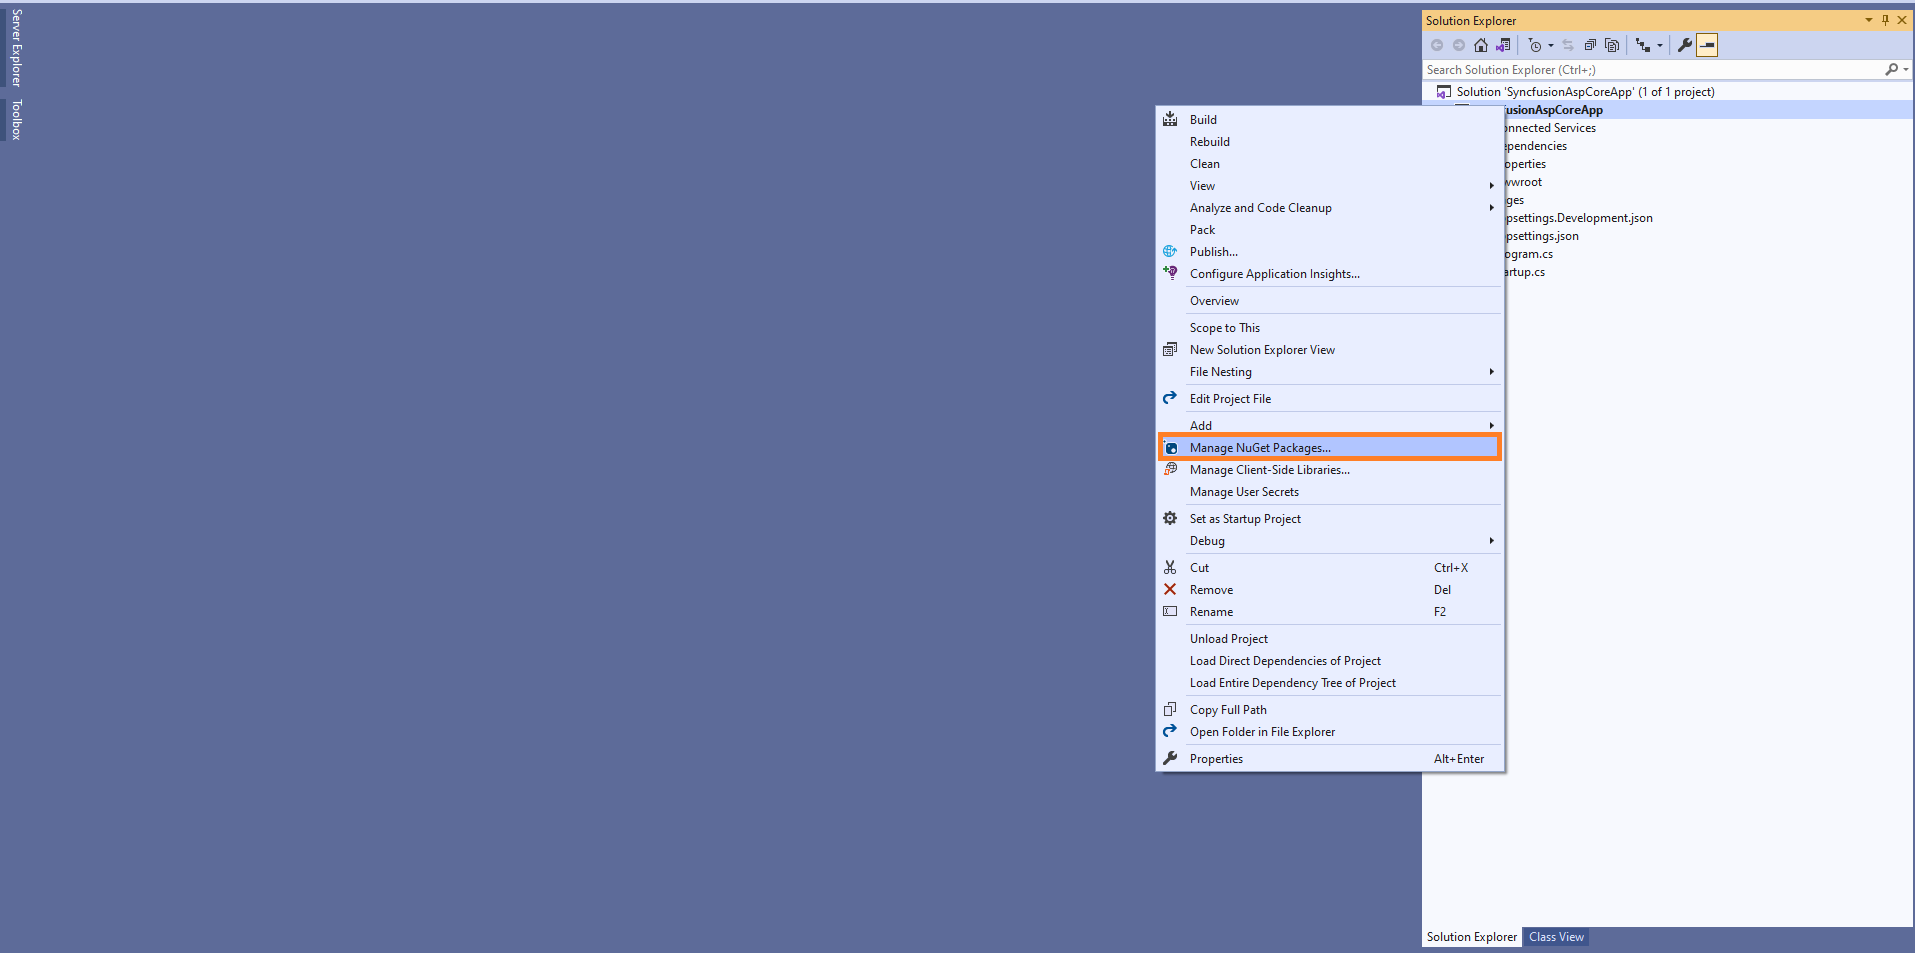 Server Explorer
Toolbox
Solution Explorer
Search Solution Explorer (Ctrl+;)
Solution 'SyncfusionAspCoreApp' (1 of 1 project)
fusionAspCoreApp
onnected Services
ependencies
operties
wwroot
ges
psettings.Development.json
psettings.json
ogram.cs
artup.cs
Build
Rebuild
Clean
View
Analyze and Code Cleanup
Pack
Publish...
Configure Application Insights...
Overview
Scope to This
New Solution Explorer View
File Nesting
Edit Project File
Add
Manage NuGet Packages...
Manage Client-Side Libraries...
Manage User Secrets
Set as Startup Project
Debug
Cut Ctrl+X
Remove Del
Rename F2
Unload Project
Load Direct Dependencies of Project
Load Entire Dependency Tree of Project
Copy Full Path
Open Folder in File Explorer
Properties Alt+Enter
Solution Explorer Class View